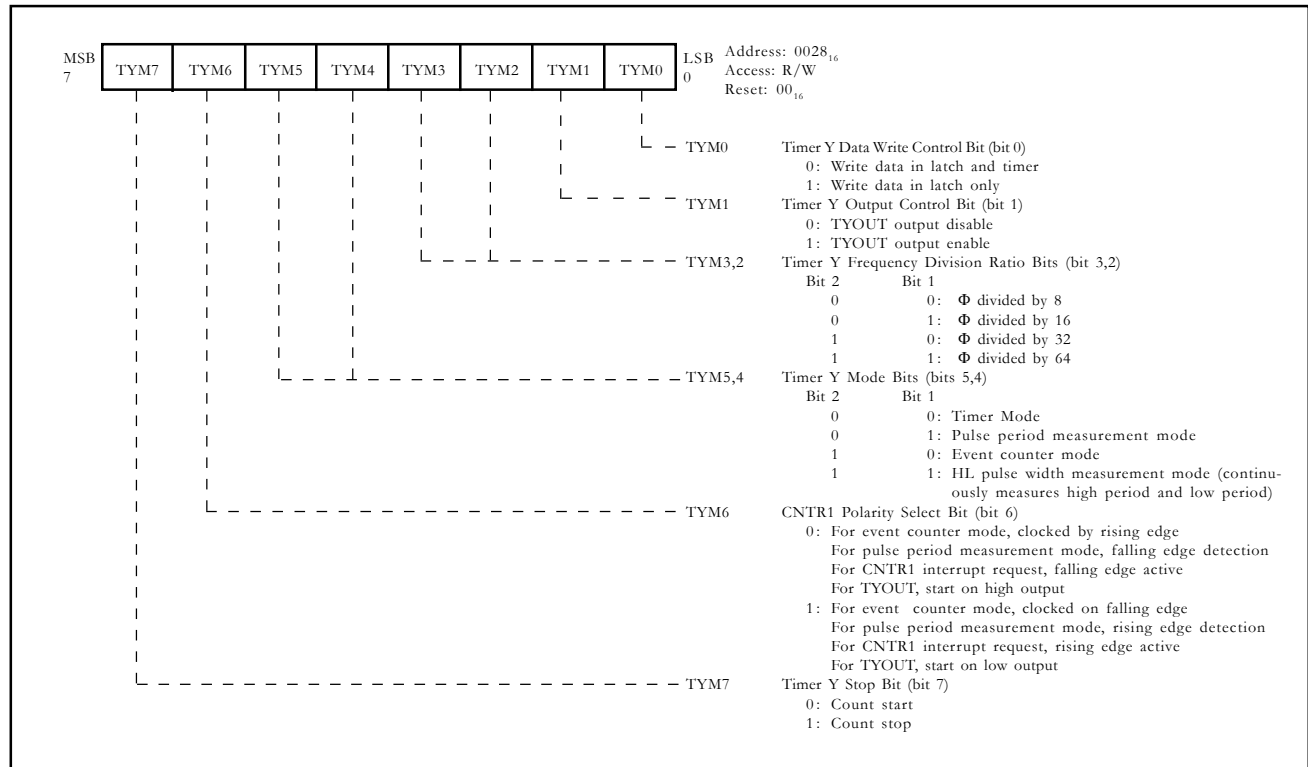 MSB
7
TYM7 TYM6 TYM5 TYM4 TYM3 TYM2 TYM1 TYM0
LSB
0
Address: 0028₁₆
Access: R/W
Reset: 00₁₆
TYM0 Timer Y Data Write Control Bit (bit 0)
0: Write data in latch and timer
1: Write data in latch only
TYM1 Timer Y Output Control Bit (bit 1)
0: TYOUT output disable
1: TYOUT output enable
TYM3,2 Timer Y Frequency Division Ratio Bits (bit 3,2)
Bit 2 Bit 1
0 0: Φ divided by 8
0 1: Φ divided by 16
1 0: Φ divided by 32
1 1: Φ divided by 64
TYM5,4 Timer Y Mode Bits (bits 5,4)
Bit 2 Bit 1
0 0: Timer Mode
0 1: Pulse period measurement mode
1 0: Event counter mode
1 1: HL pulse width measurement mode (continu-
ously measures high period and low period)
TYM6 CNTR1 Polarity Select Bit (bit 6)
0: For event counter mode, clocked by rising edge
For pulse period measurement mode, falling edge detection
For CNTR1 interrupt request, falling edge active
For TYOUT, start on high output
1: For event counter mode, clocked on falling edge
For pulse period measurement mode, rising edge detection
For CNTR1 interrupt request, rising edge active
For TYOUT, start on low output
TYM7 Timer Y Stop Bit (bit 7)
0: Count start
1: Count stop